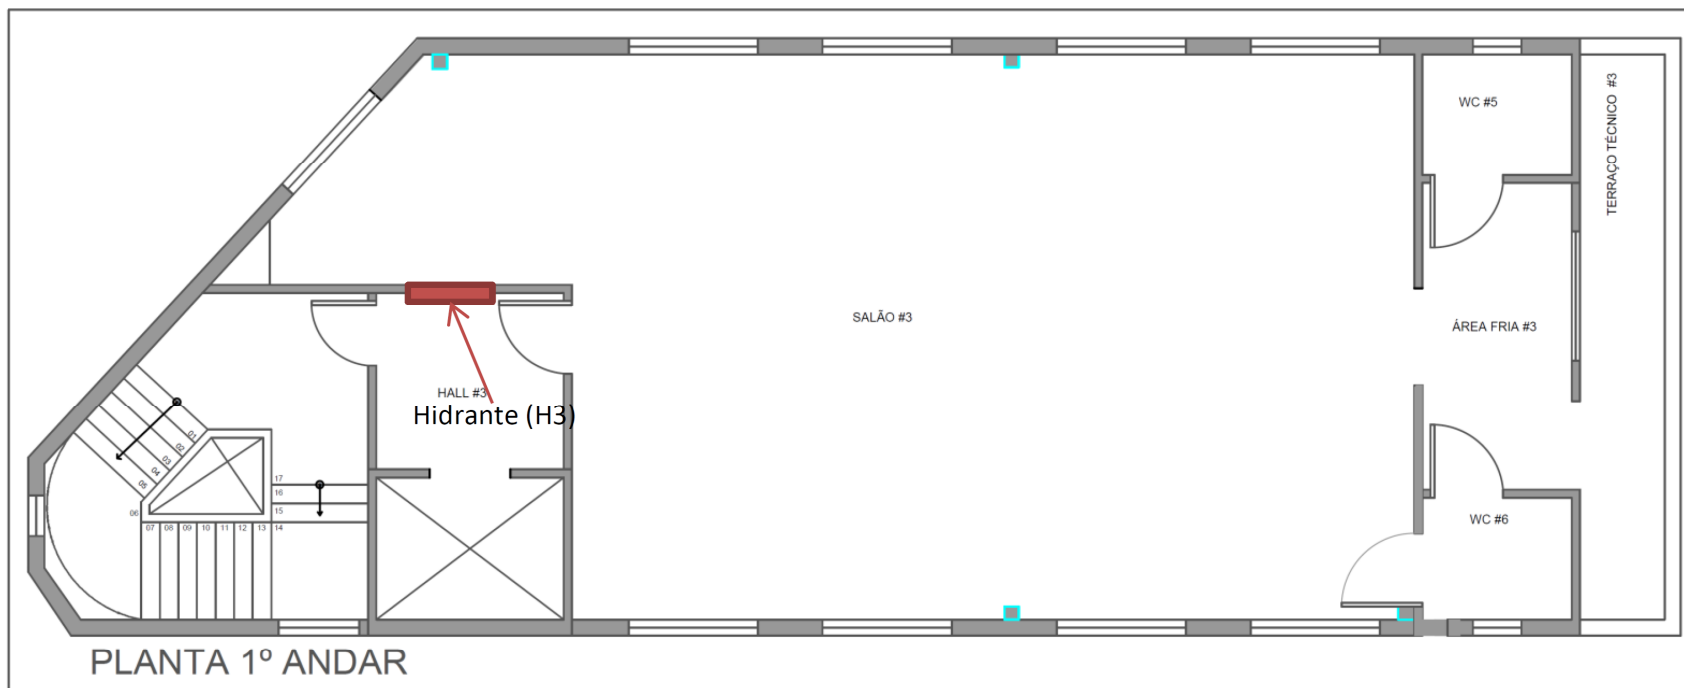 WC #5
TERRAÇO TÉCNICO #3
SALÃO #3
ÁREA FRIA #3
HALL #3
Hidrante (H3)
01
02
03
04
05
06
07 08 09 10 11 12 13 14
15
16
17
WC #6
PLANTA 1º ANDAR